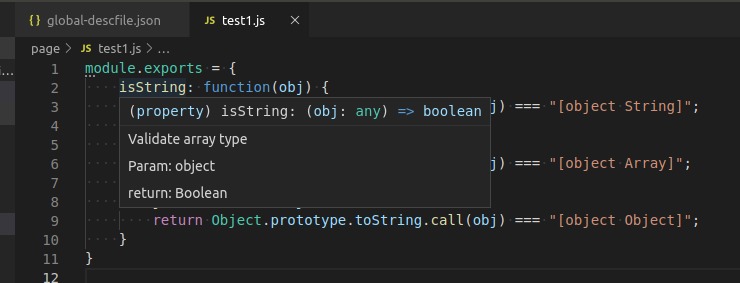 {} global-descfile.json
JS test1.js ×
page > JS test1.js > ...
1 module.exports = {
2 isString: function(obj) {
(property) isString: (obj: any) => boolean
Validate array type
Param: object
return: Boolean
3 j) === "[object String]";
4
5
6 j) === "[object Array]";
7
8
9 return Object.prototype.toString.call(obj) === "[object Object]";
10 }
11 }
12